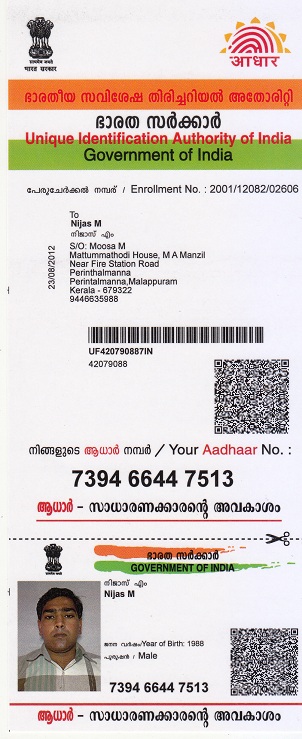 भारत सरकार
आधार
ഭാരതീയ സവിശേഷ തിരിച്ചറിയൽ അതോറിറ്റി
ഭാരത സർക്കാർ
Unique Identification Authority of India
Government of India
പേരുചേർക്കൽ നമ്പര് / Enrollment No. : 2001/12082/02606
To
Nijas M
നിജാസ് എം
S/O: Moosa M
Mattummathodi House, M A Manzil
Near Fire Station Road
Perinthalmanna
Perintalmanna,Malappuram
Kerala - 679322
9446635988
23/08/2012
UF420790887IN
42079088
നിങ്ങളുടെ ആധാർ നമ്പർ / Your Aadhaar No. :
7394 6644 7513
ആധാർ - സാധാരണക്കാരന്റെ അവകാശം
ഭാരത സർക്കാർ
GOVERNMENT OF INDIA
നിജാസ് എം
Nijas M
ജനന വർഷം/Year of Birth: 1988
പുരുഷൻ / Male
7394 6644 7513
ആധാർ - സാധാരണക്കാരന്റെ അവകാശം